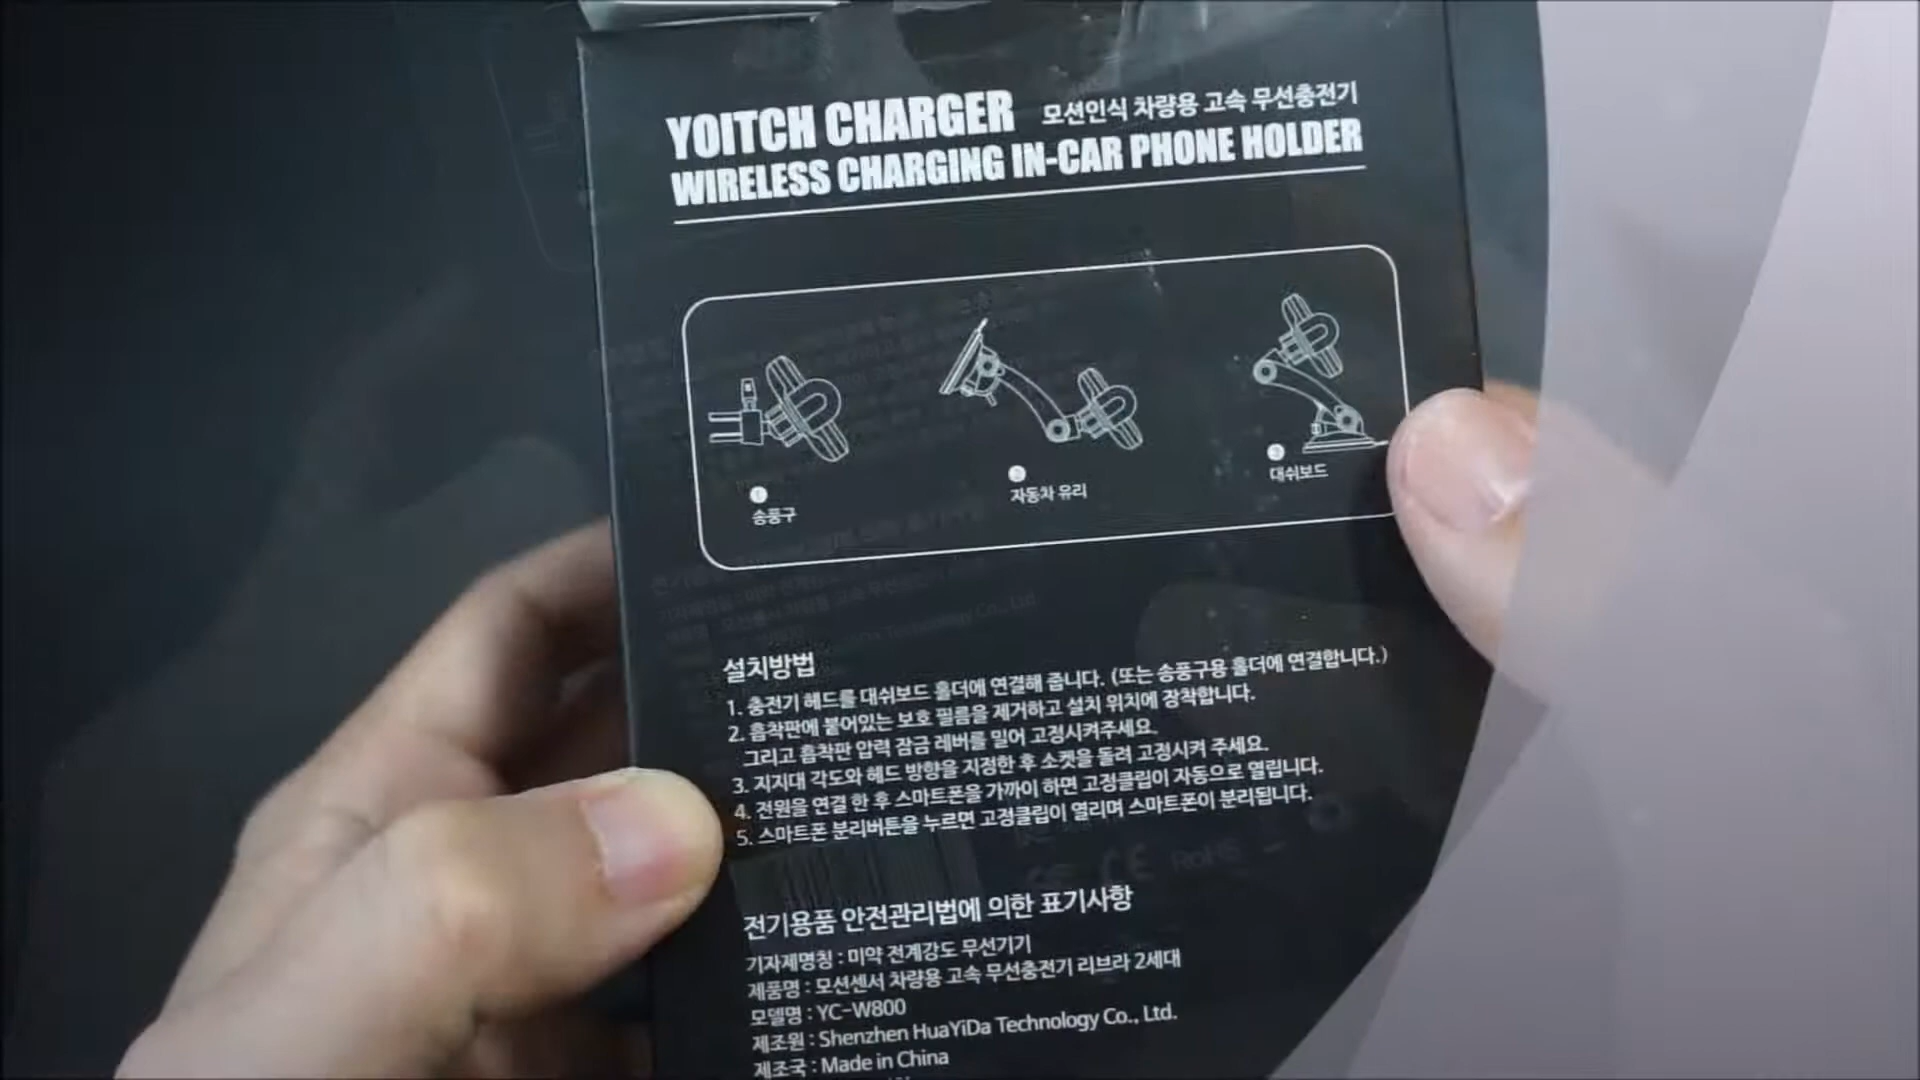 YOITCH CHARGER 모션인식 차량용 고속 무선충전기
WIRELESS CHARGING IN-CAR PHONE HOLDER
1
송풍구
2
자동차 유리
3
대쉬보드
설치방법
1. 충전기 헤드를 대쉬보드 홀더에 연결해 줍니다. (또는 송풍구용 홀더에 연결합니다.)
2. 흡착판에 붙어있는 보호 필름을 제거하고 설치 위치에 장착합니다.
그리고 흡착판 압력 잠금 레버를 밀어 고정시켜주세요.
3. 지지대 각도와 헤드 방향을 지정한 후 소켓을 돌려 고정시켜 주세요.
4. 전원을 연결 한 후 스마트폰을 가까이 하면 고정클립이 자동으로 열립니다.
5. 스마트폰 분리버튼을 누르면 고정클립이 열리며 스마트폰이 분리됩니다.
CE RoHS
전기용품 안전관리법에 의한 표기사항
기자제명칭 : 미약 전계강도 무선기기
제품명 : 모션센서 차량용 고속 무선충전기 리브라 2세대
모델명 : YC-W800
제조원 : Shenzhen HuaYiDa Technology Co., Ltd.
제조국 : Made in China